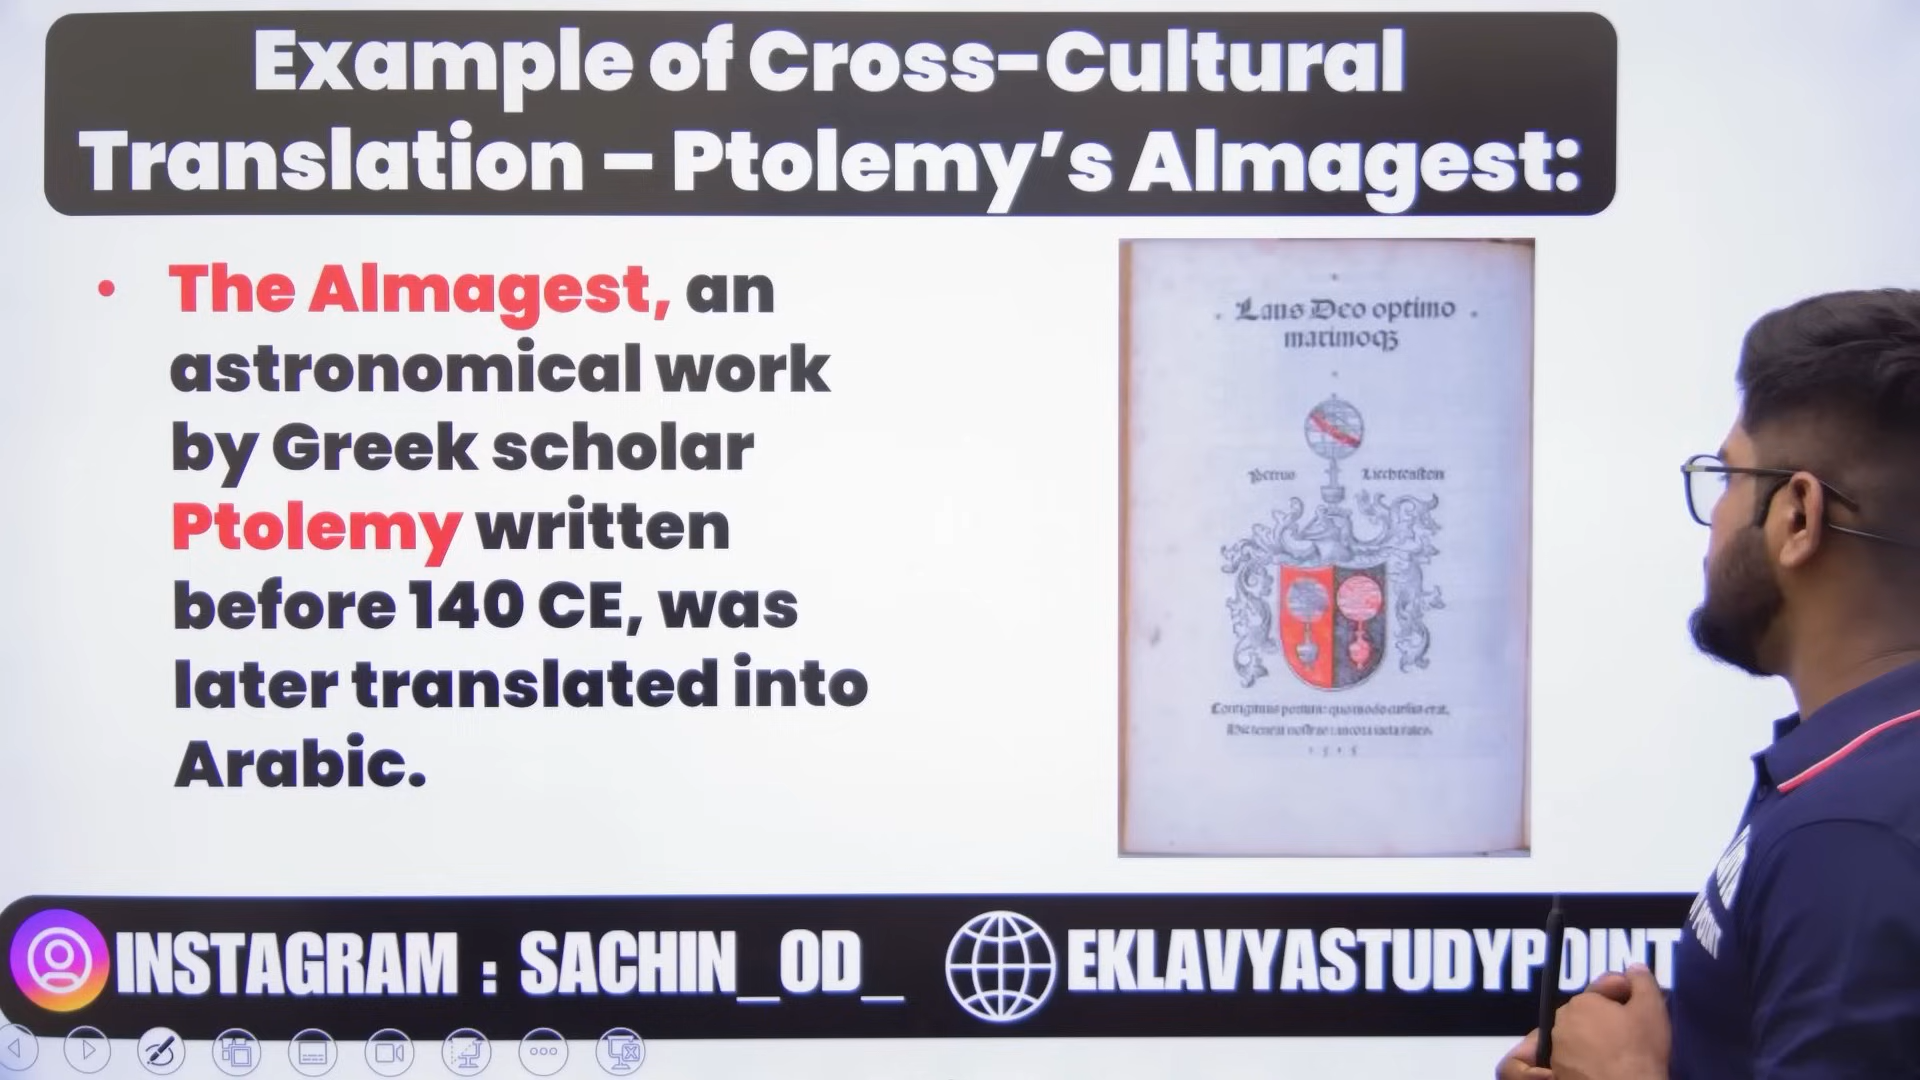 Example of Cross-Cultural
Translation – Ptolemy's Almagest:
• The Almagest, an
astronomical work
by Greek scholar
Ptolemy written
before 140 CE, was
later translated into
Arabic.
Laus Deo optimo
Petrus Liechtenstein
INSTAGRAM : SACHIN_OD_
EKLAVYASTUDYPOINT